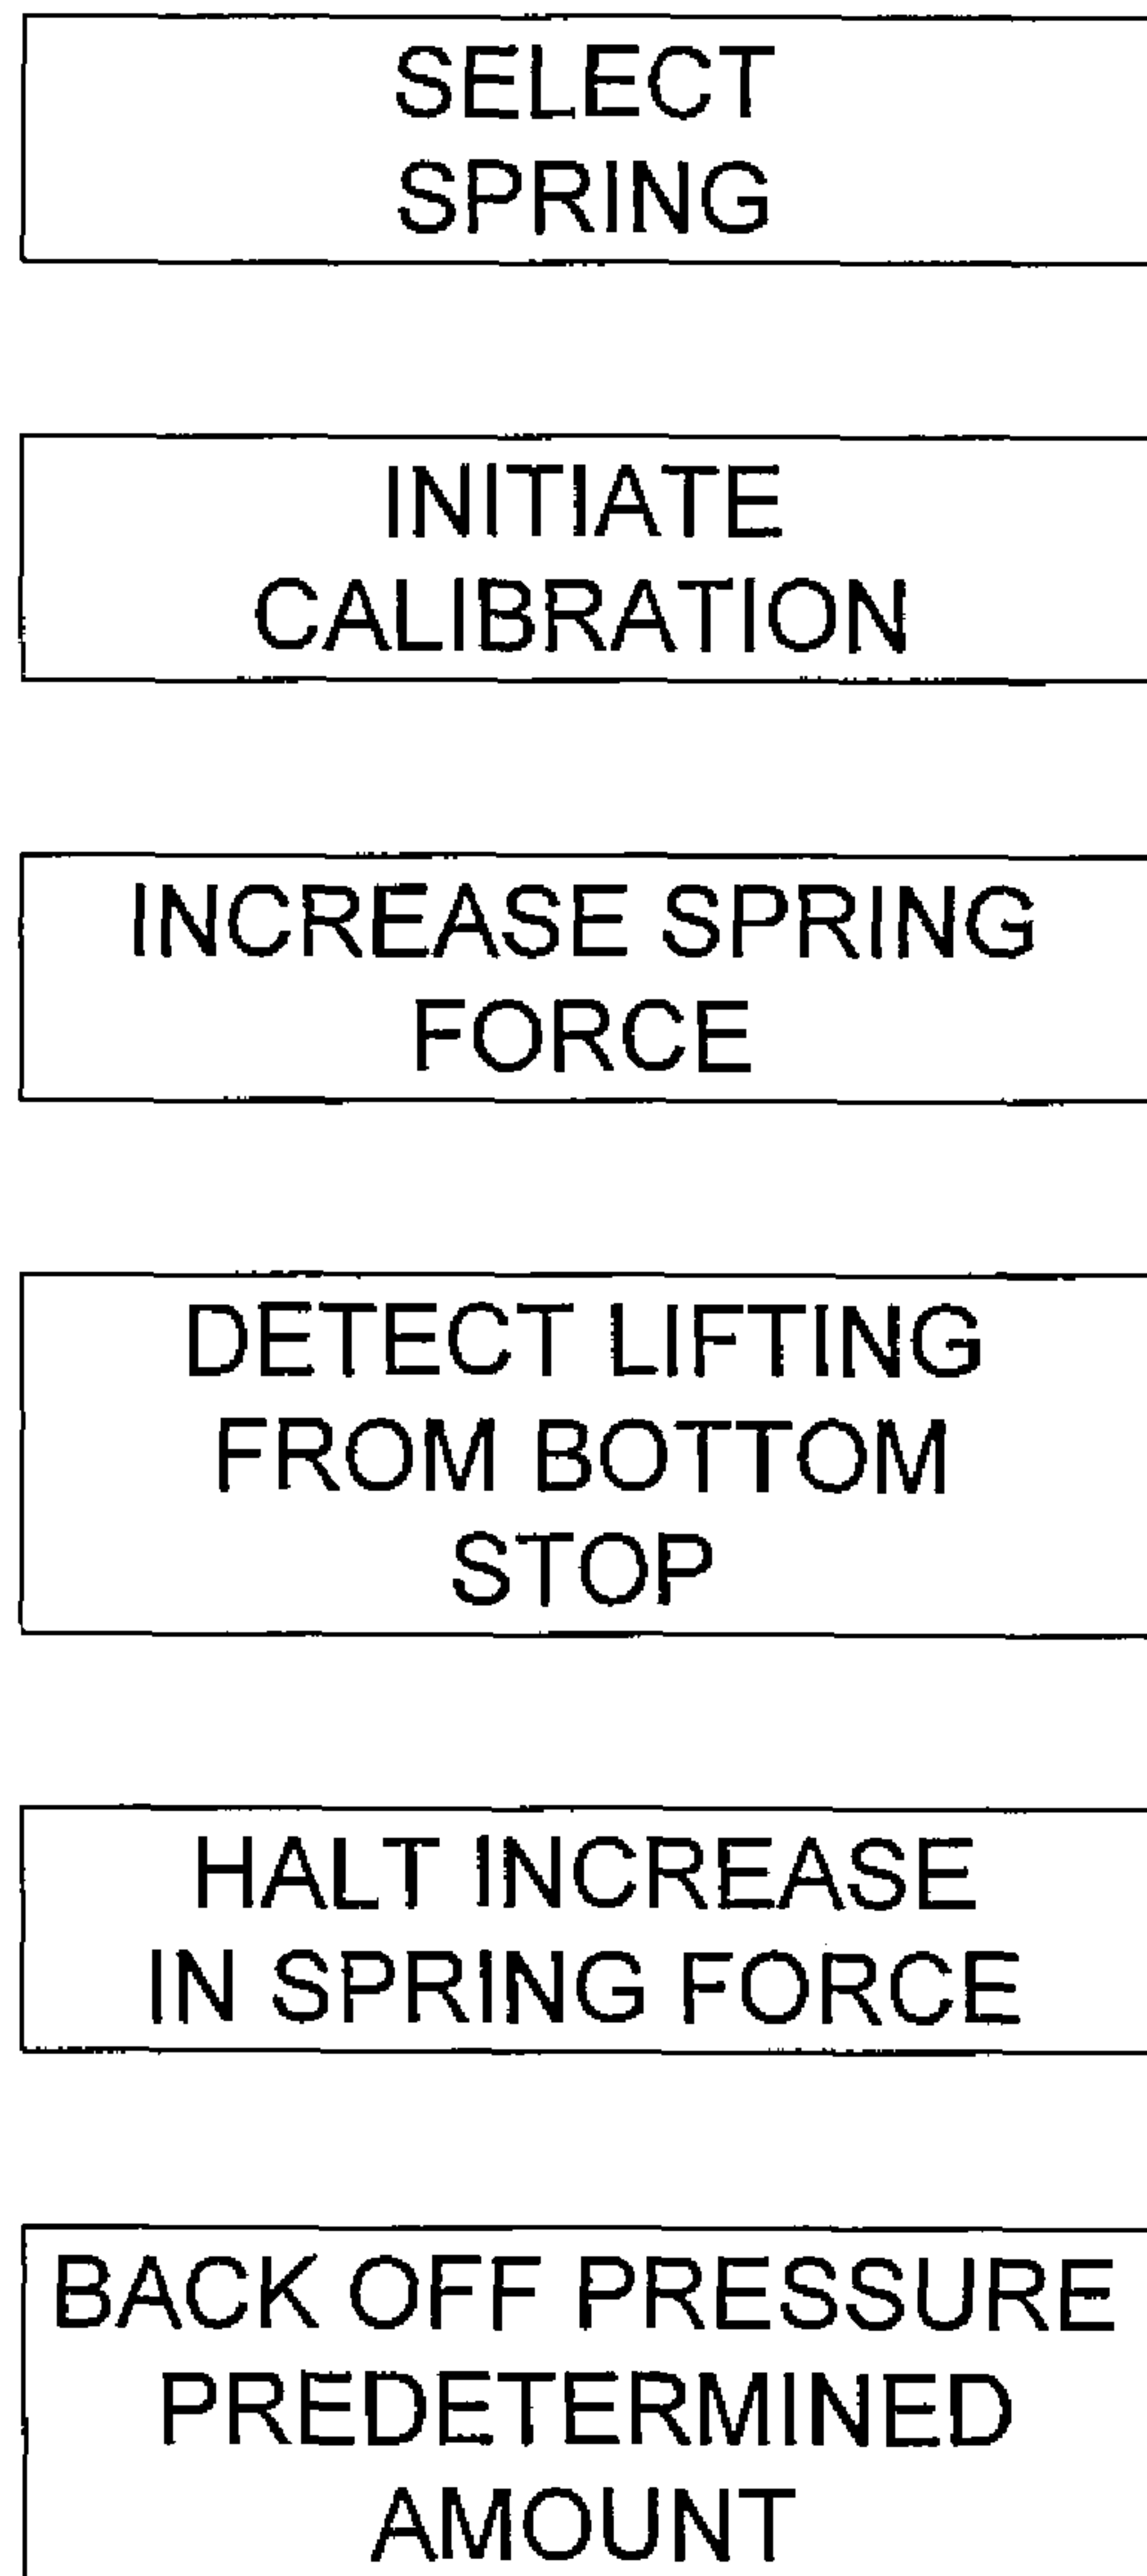 SELECT
SPRING
INITIATE
CALIBRATION
INCREASE SPRING
FORCE
DETECT LIFTING
FROM BOTTOM
STOP
HALT INCREASE
IN SPRING FORCE
BACK OFF PRESSURE
PREDETERMINED
AMOUNT